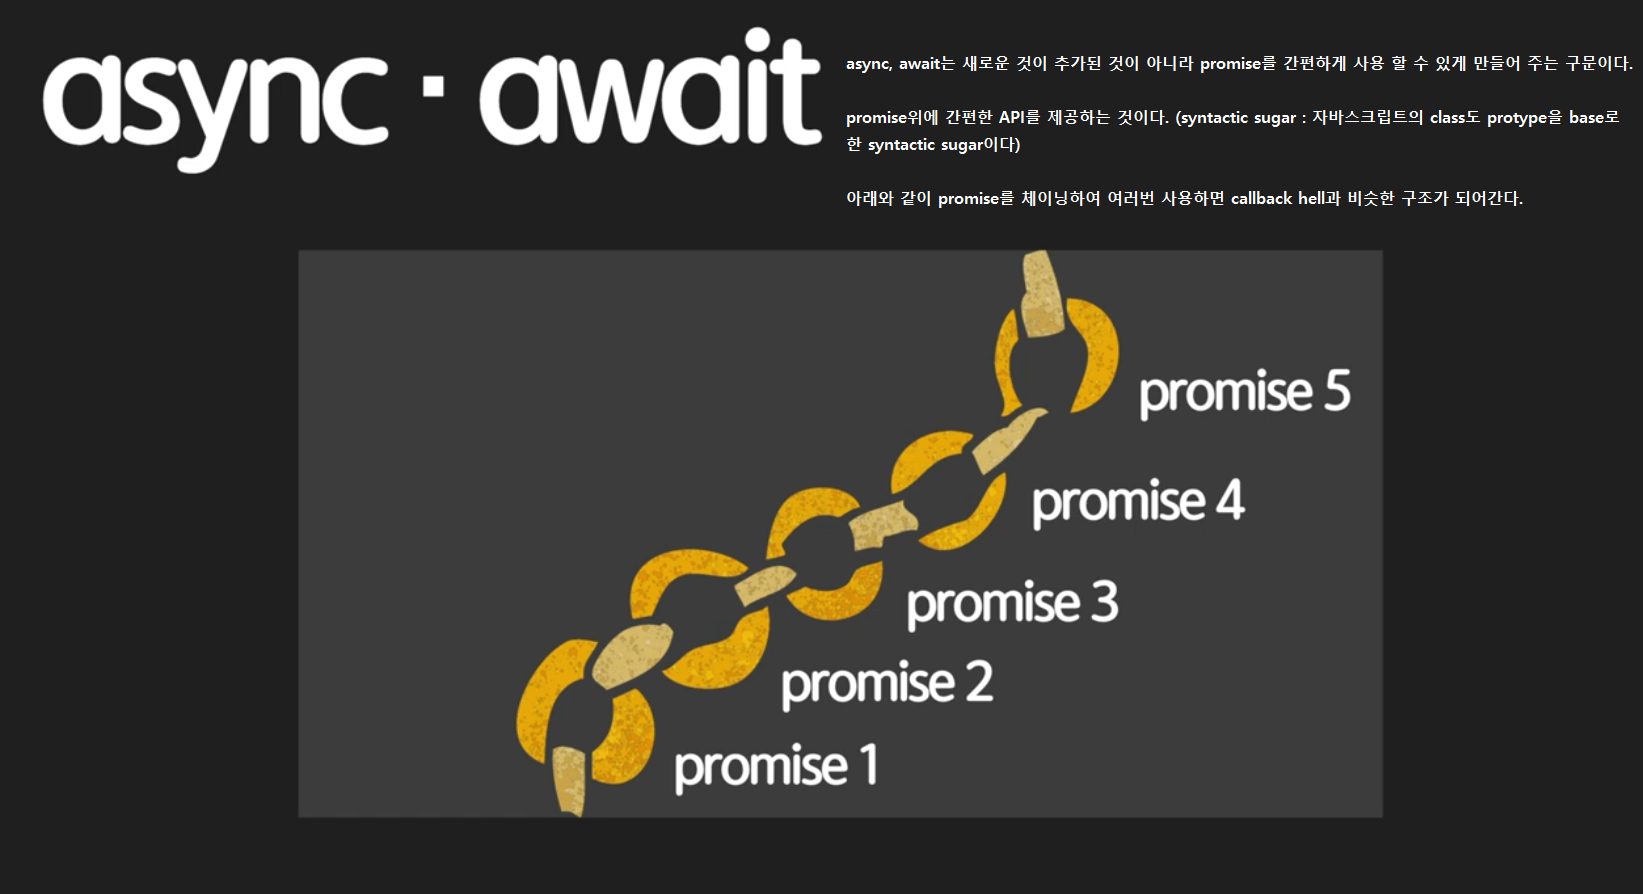 async · await
async, await는 새로운 것이 추가된 것이 아니라 promise를 간편하게 사용 할 수 있게 만들어 주는 구문이다.
promise위에 간편한 API를 제공하는 것이다. (syntactic sugar : 자바스크립트의 class도 protype을 base로
한 syntactic sugar이다)
아래와 같이 promise를 체이닝하여 여러번 사용하면 callback hell과 비슷한 구조가 되어간다.
promise 5
promise 4
promise 3
promise 2
promise 1